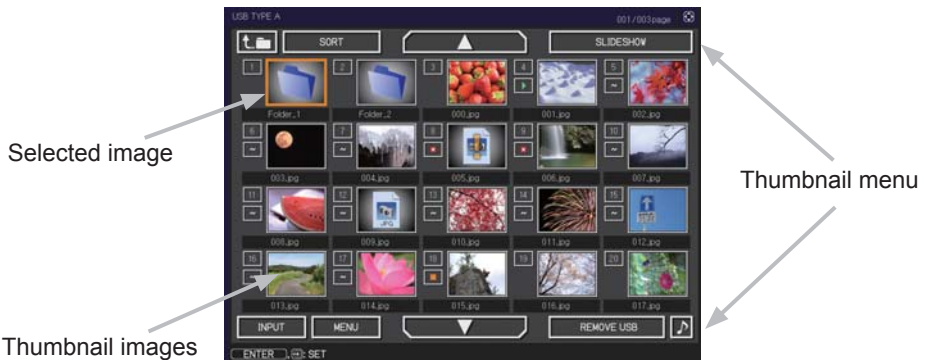 USB TYPE A 001/003page
SORT SLIDESHOW
1 2 3 4 5
Folder_1 Folder_2 000.jpg 001.jpg 002.jpg
Selected image
6 7 8 9 10
003.jpg 004.jpg 005.jpg 006.jpg 007.jpg
Thumbnail menu
11 12 13 14 15
JPG
008.jpg 009.jpg 010.jpg 011.jpg 012.jpg
16 17 18 19 20
013.jpg 014.jpg 015.jpg 016.jpg 017.jpg
INPUT MENU REMOVE USB
Thumbnail images
ENTER , : SET